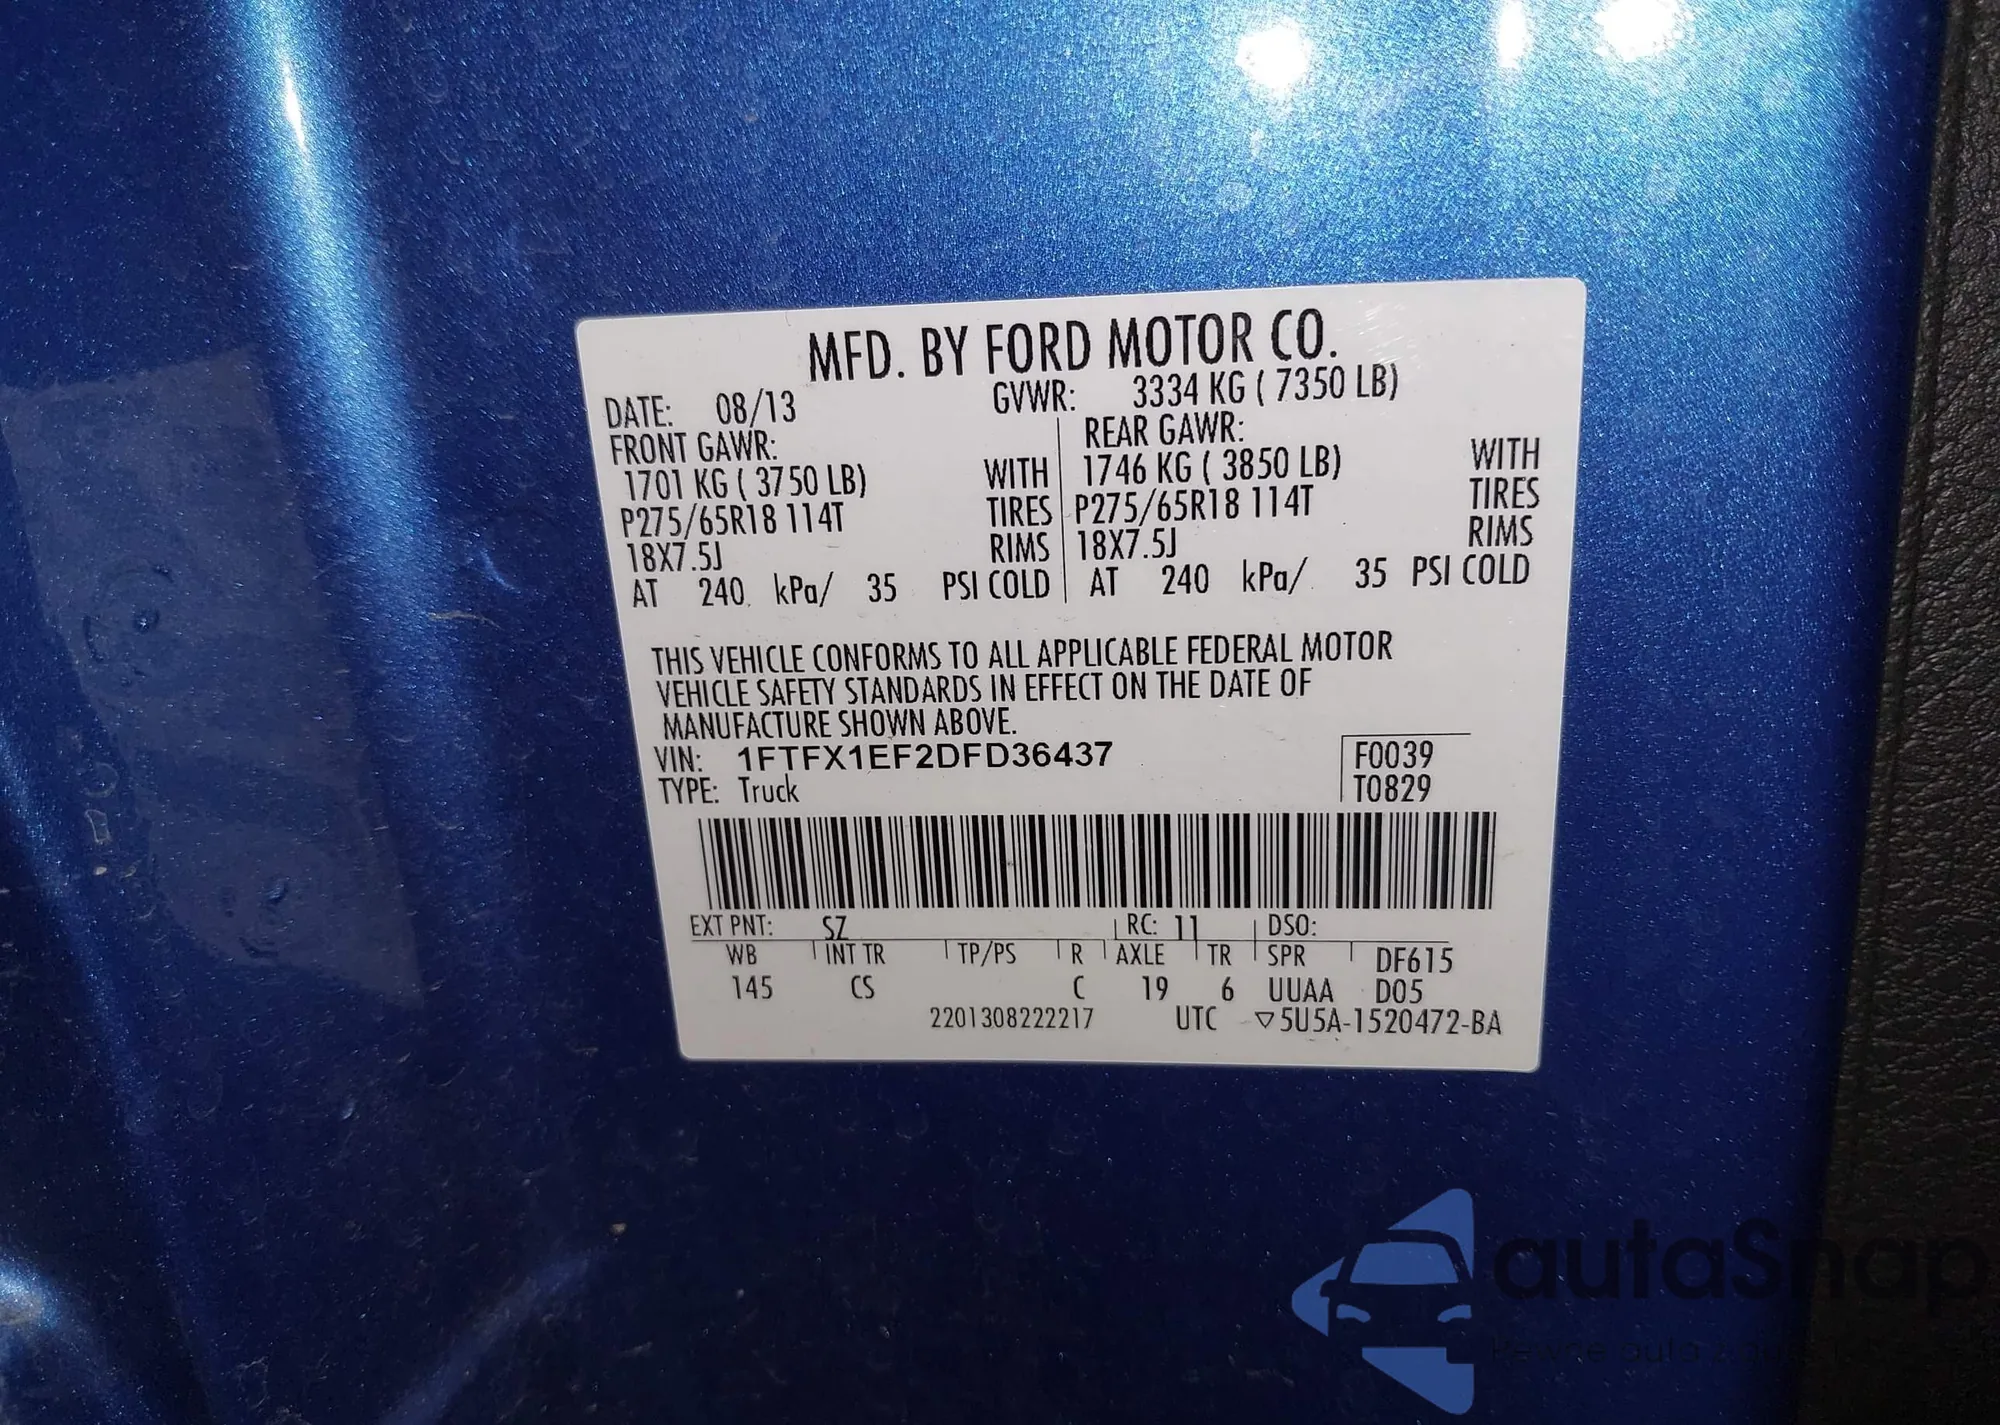 MFD. BY FORD MOTOR CO.
DATE: 08/13 GVWR: 3334 KG ( 7350 LB)
FRONT GAWR: REAR GAWR:
1701 KG ( 3750 LB) WITH 1746 KG ( 3850 LB) WITH
P275/65R18 114T TIRES P275/65R18 114T TIRES
18X7.5J RIMS 18X7.5J RIMS
AT 240 kPa/ 35 PSI COLD AT 240 kPa/ 35 PSI COLD
THIS VEHICLE CONFORMS TO ALL APPLICABLE FEDERAL MOTOR
VEHICLE SAFETY STANDARDS IN EFFECT ON THE DATE OF
MANUFACTURE SHOWN ABOVE.
VIN: 1FTFX1EF2DFD36437 F0039
TYPE: Truck T0829
EXT PNT: SZ RC: 11 DSO:
WB INT TR TP/PS R AXLE TR SPR DF615
145 CS C 19 6 UUAA D05
2201308222217 UTC ▽5U5A-1520472-BA
autaSnap